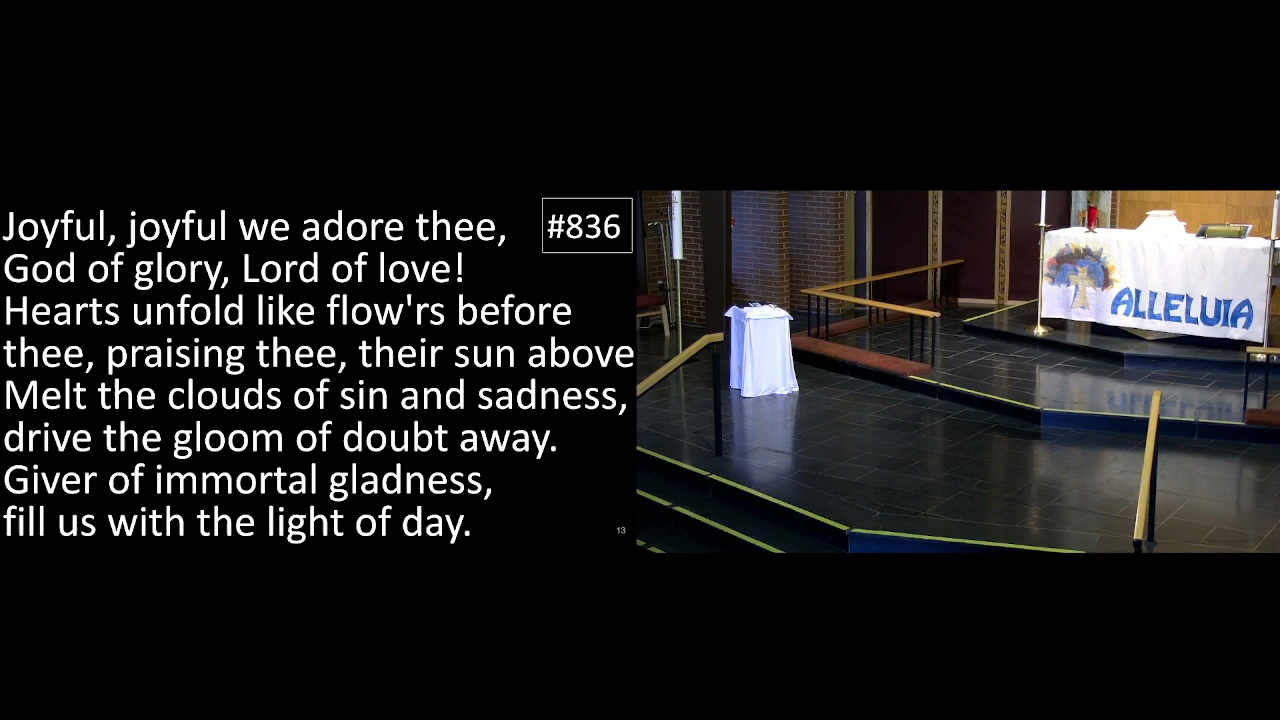 Joyful, joyful we adore thee,
#836
God of glory, Lord of love!
Hearts unfold like flow'rs before
thee, praising thee, their sun above
Melt the clouds of sin and sadness,
drive the gloom of doubt away.
Giver of immortal gladness,
fill us with the light of day.
13
ALLELUIA